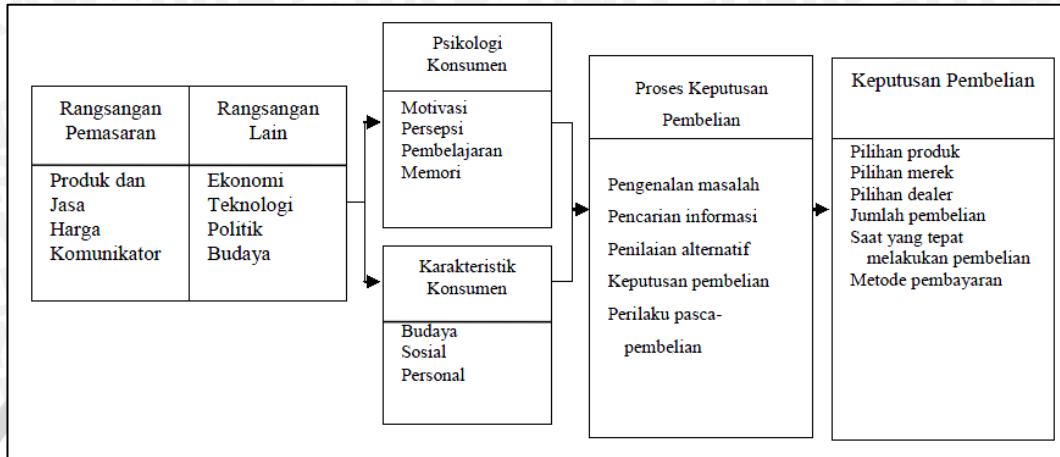 Rangsangan
Pemasaran
Produk dan
Jasa
Harga
Komunikator
Rangsangan
Lain
Ekonomi
Teknologi
Politik
Budaya
Psikologi
Konsumen
Motivasi
Persepsi
Pembelajaran
Memori
Karakteristik
Konsumen
Budaya
Sosial
Personal
Proses Keputusan
Pembelian
Pengenalan masalah
Pencarian informasi
Penilaian alternatif
Keputusan pembelian
Perilaku pasca-
pembelian
Keputusan Pembelian
Pilihan produk
Pilihan merek
Pilihan dealer
Jumlah pembelian
Saat yang tepat
melakukan pembelian
Metode pembayaran